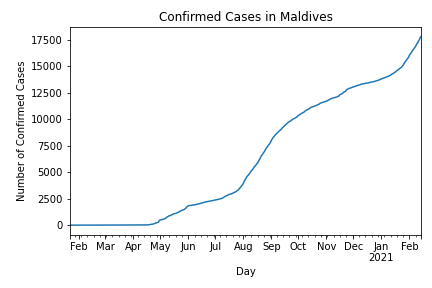 Confirmed Cases in Maldives
Number of Confirmed Cases
17500
15000
12500
10000
7500
5000
2500
0
Feb Mar Apr May Jun Jul Aug Sep Oct Nov Dec Jan Feb
2021
Day